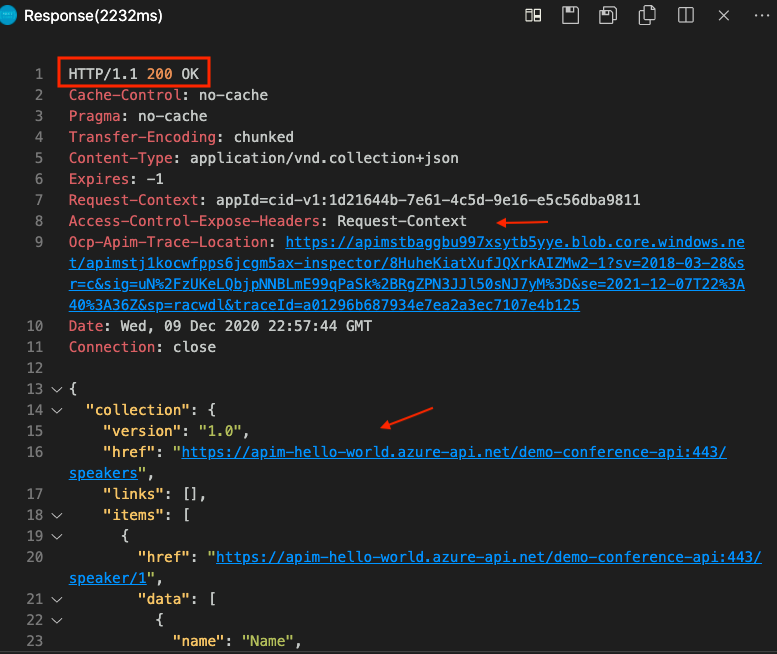 Response(2232ms)
1 HTTP/1.1 200 OK
2 Cache-Control: no-cache
3 Pragma: no-cache
4 Transfer-Encoding: chunked
5 Content-Type: application/vnd.collection+json
6 Expires: -1
7 Request-Context: appId=cid-v1:1d21644b-7e61-4c5d-9e16-e5c56dba9811
8 Access-Control-Expose-Headers: Request-Context
9 Ocp-Apim-Trace-Location: https://apimstbaggbu997xsytb5yye.blob.core.windows.ne
t/apimstj1kocwfpps6jcgm5ax-inspector/8HuheKiatXufJQXrkAIZMw2-1?sv=2018-03-28&s
r=c&sig=uN%2FzUKeLQbjpNNBLmE99qPaSk%2BRgZPN3JJl50sNJ7yM%3D&se=2021-12-07T22%3A
40%3A36Z&sp=racwdl&traceId=a01296b687934e7ea2a3ec7107e4b125
10 Date: Wed, 09 Dec 2020 22:57:44 GMT
11 Connection: close
12
13 {
14 "collection": {
15 "version": "1.0",
16 "href": "https://apim-hello-world.azure-api.net/demo-conference-api:443/
speakers",
17 "links": [],
18 "items": [
19 {
20 "href": "https://apim-hello-world.azure-api.net/demo-conference-api:443/
speaker/1",
21 "data": [
22 {
23 "name": "Name",